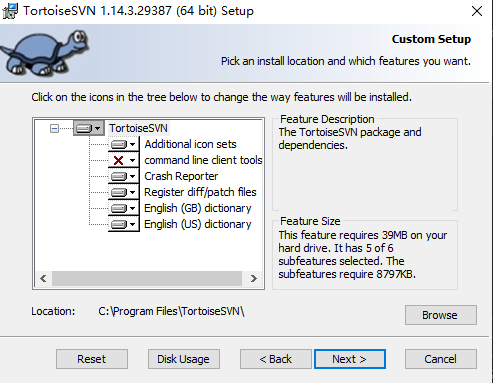 TortoiseSVN 1.14.3.29387 (64 bit) Setup
Custom Setup
Pick an install location and which features you want.
Click on the icons in the tree below to change the way features will be installed.
TortoiseSVN
Additional icon sets
command line client tools
Crash Reporter
Register diff/patch files
English (GB) dictionary
English (US) dictionary
Feature Description
The TortoiseSVN package and
dependencies.
Feature Size
This feature requires 39MB on your
hard drive. It has 5 of 6
subfeatures selected. The
subfeatures require 8797KB.
Location: C:\Program Files\TortoiseSVN\
Browse
Reset Disk Usage < Back Next > Cancel